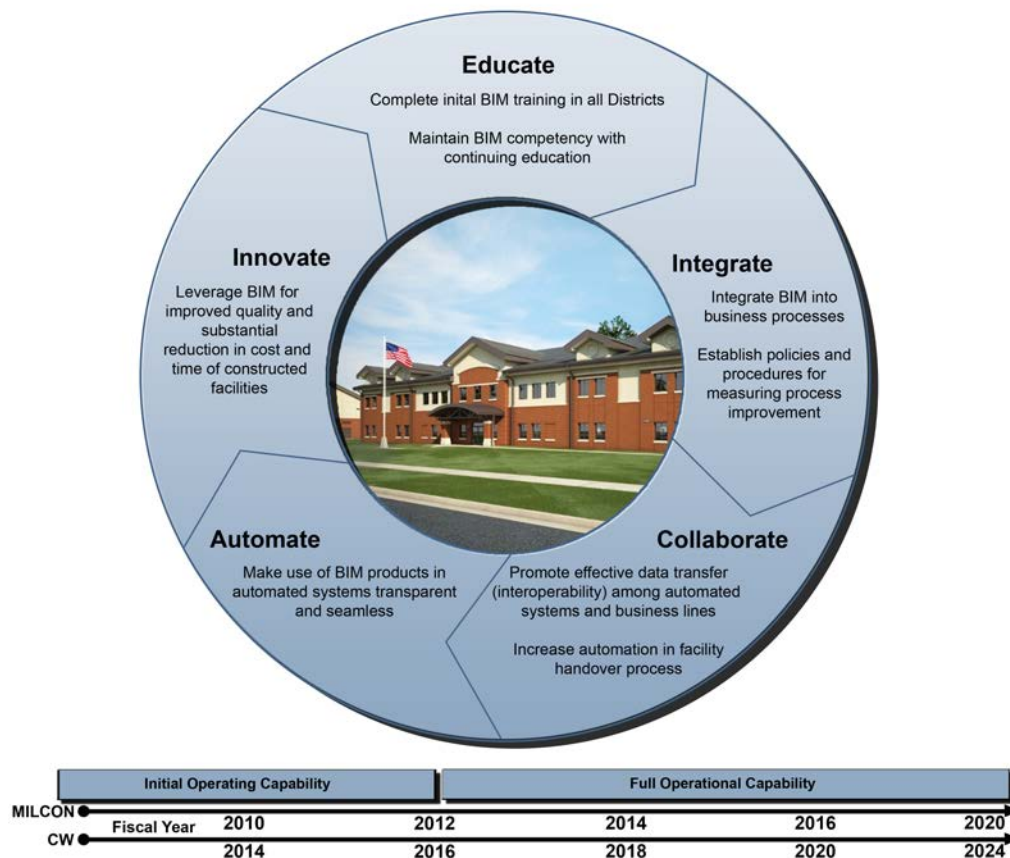 Educate
Complete inital BIM training in all Districts
Maintain BIM competency with
continuing education
Integrate
Integrate BIM into
business processes
Establish policies and
procedures for
measuring process
improvement
Collaborate
Promote effective data transfer
(interoperability) among automated
systems and business lines
Increase automation in facility
handover process
Automate
Make use of BIM products in
automated systems transparent
and seamless
Innovate
Leverage BIM for
improved quality and
substantial
reduction in cost and
time of constructed
facilities
Initial Operating Capability
Full Operational Capability
MILCON
Fiscal Year 2010 2012 2014 2016 2020
CW
2014 2016 2018 2020 2024